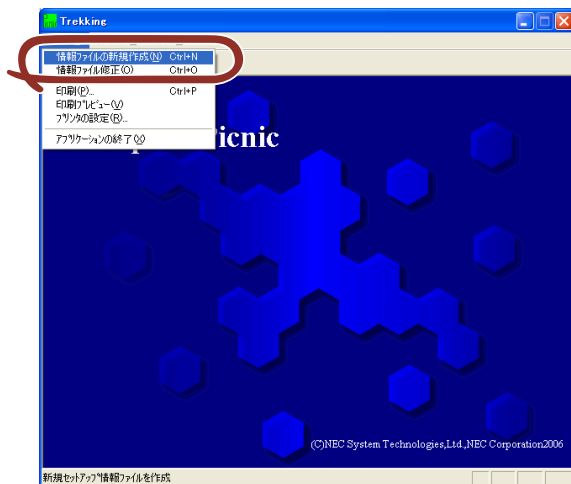 Trekking
情報ファイルの新規作成(N) Ctrl+N
情報ファイル修正(O) Ctrl+O
印刷(P)... Ctrl+P
印刷プレビュー(V)
プリンタの設定(R)...
アプリケーションの終了(X)
icnic
(C)NEC System Technologies,Ltd.,NEC Corporation2006
新規セットアップ情報ファイルを作成